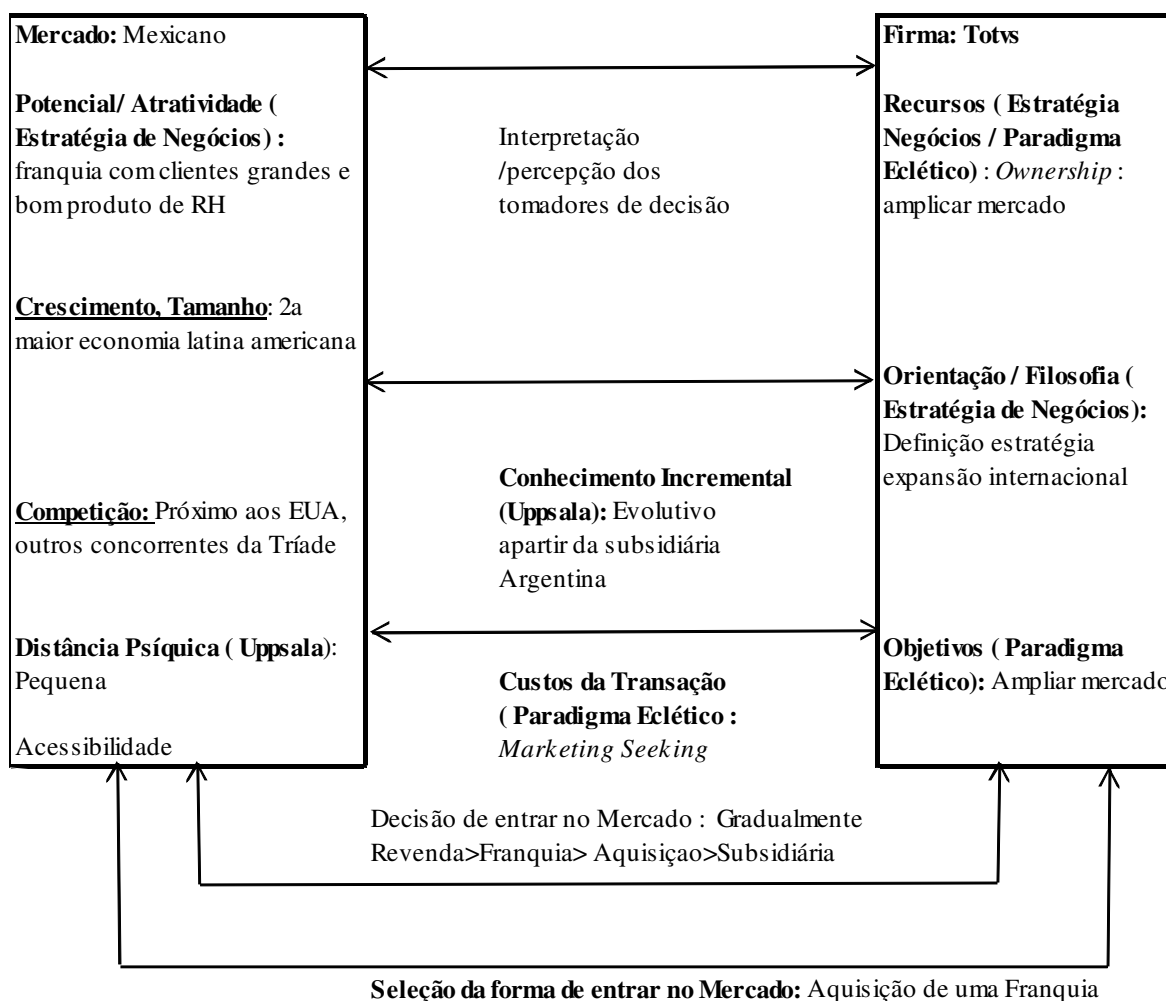 Mercado: Mexicano
Potencial/ Atratividade (
Estratégia de Negócios) :
franquia com clientes grandes e
bom produto de RH
Crescimento, Tamanho: 2a
maior economia latina americana
Competição: Próximo aos EUA,
outros concorrentes da Tríade
Distância Psíquica ( Uppsala):
Pequena
Acessibilidade
Interpretação
/percepção dos
tomadores de decisão
Conhecimento Incremental
(Uppsala): Evolutivo
apartir da subsidiária
Argentina
Custos da Transação
( Paradigma Eclético :
Marketing Seeking
Firma: Totvs
Recursos ( Estratégia
Negócios / Paradigma
Eclético) : Ownership :
amplicar mercado
Orientação / Filosofia (
Estratégia de Negócios):
Definição estratégia
expansão internacional
Objetivos ( Paradigma
Eclético): Ampliar mercado
Decisão de entrar no Mercado : Gradualmente
Revenda>Franquia> Aquisiçao>Subsidiária
Seleção da forma de entrar no Mercado: Aquisição de uma Franquia